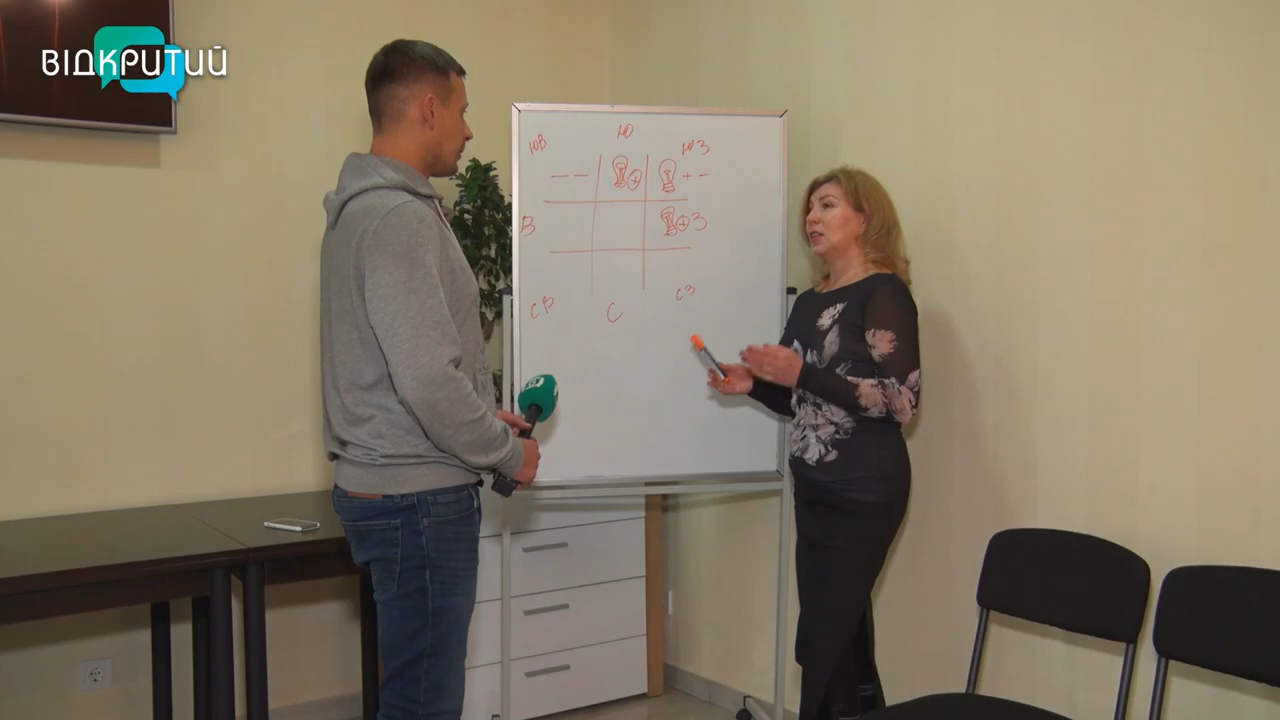 ВІДКРИТИЙ
ЮВ Ю ЮЗ
— — + + -
В + З
СВ С СЗ